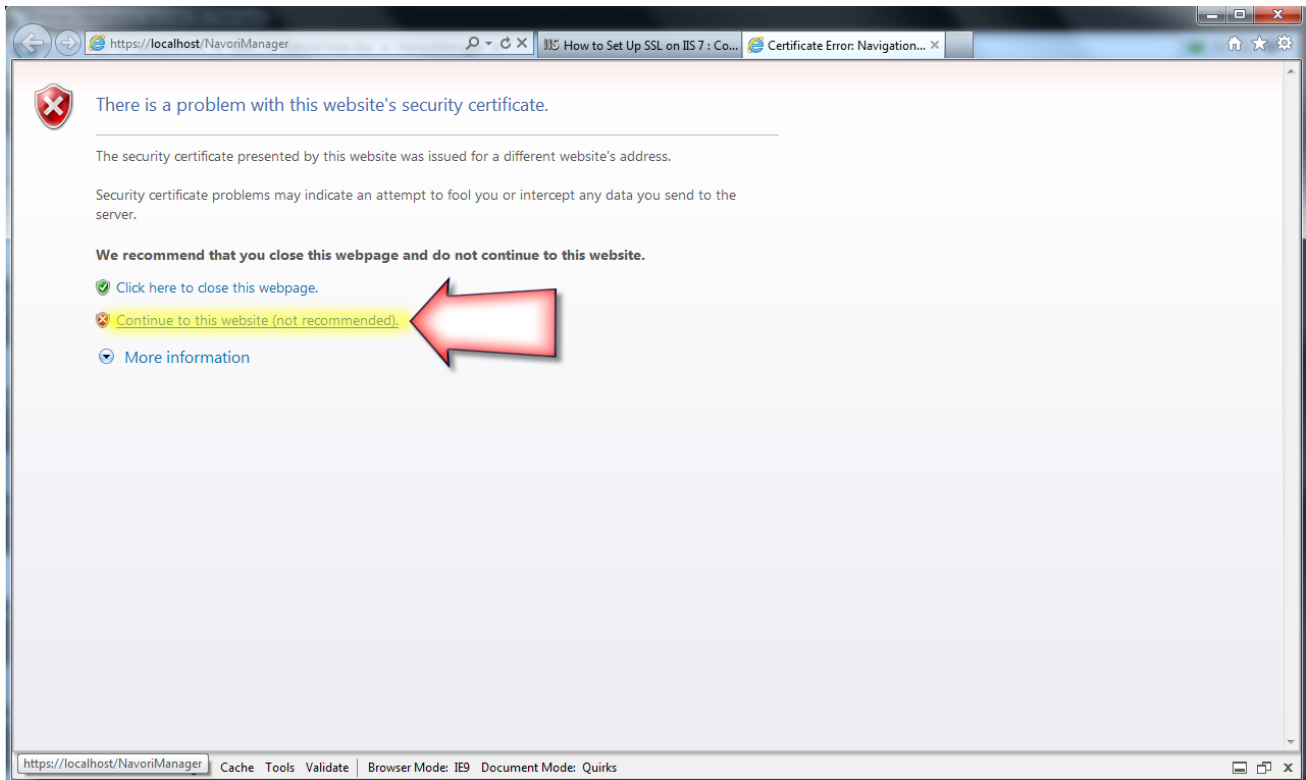 https://localhost/NavoriManager
How to Set Up SSL on IIS 7 : Co...
Certificate Error: Navigation...
There is a problem with this website's security certificate.
The security certificate presented by this website was issued for a different website's address.
Security certificate problems may indicate an attempt to fool you or intercept any data you send to the
server.
We recommend that you close this webpage and do not continue to this website.
Click here to close this webpage.
Continue to this website (not recommended).
More information
https://localhost/NavoriManager Cache Tools Validate Browser Mode: IE9 Document Mode: Quirks